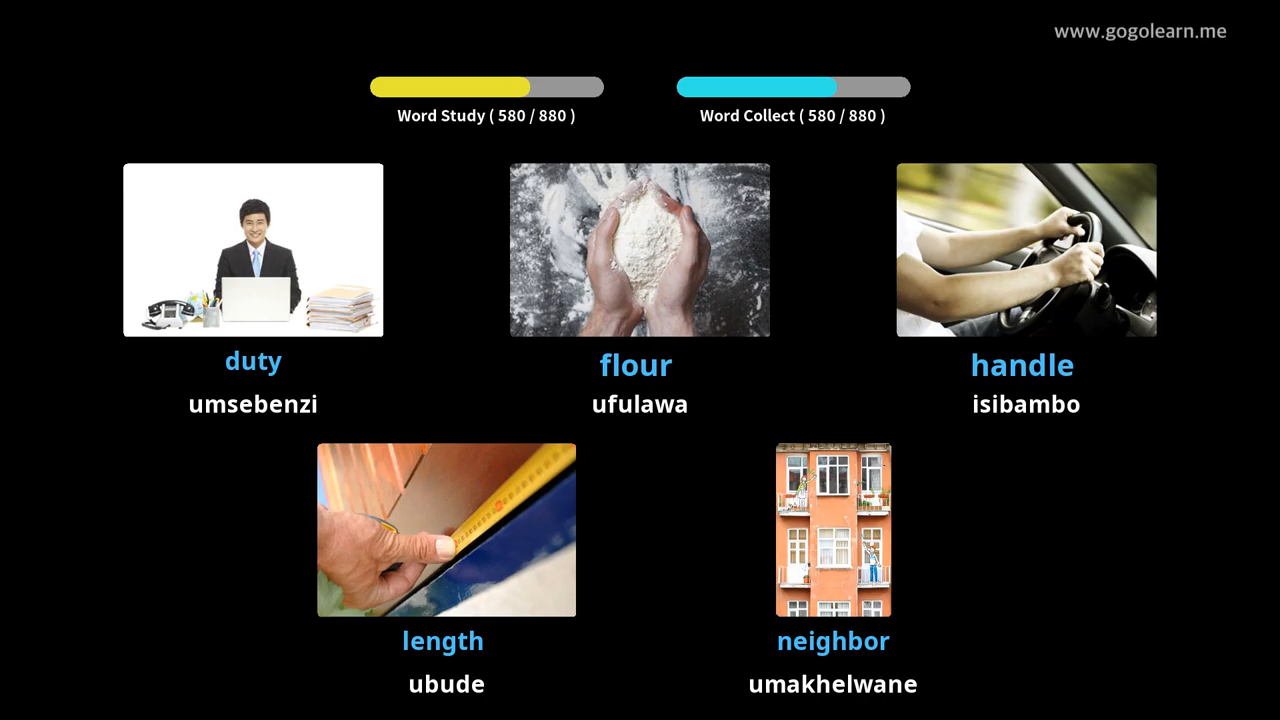 www.gogolearn.me
Word Study ( 580 / 880 )
Word Collect ( 580 / 880 )
duty
umsebenzi
flour
ufulawa
handle
isibambo
length
ubude
neighbor
umakhelwane